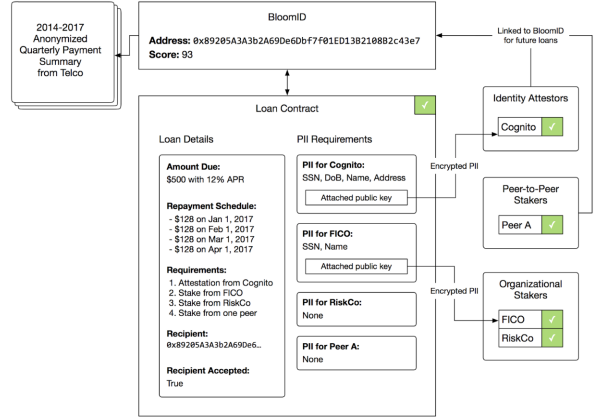 2014-2017
Anonymized
Quarterly Payment
Summary
from Telco
BloomID
Address: 0x89205A3A3b2A69De6Dbf7f01ED13B2108B2c43e7
Score: 93
Linked to BloomID
for future loans
Loan Contract
✓
Loan Details
Amount Due:
$500 with 12% APR
Repayment Schedule:
- $128 on Jan 1, 2017
- $128 on Feb 1, 2017
- $128 on Mar 1, 2017
- $128 on Apr 1, 2017
Requirements:
1. Attestation from Cognito
2. Stake from FICO
3. Stake from RiskCo
4. Stake from one peer
Recipient:
0x89205A3A3b2A69De6…
Recipient Accepted:
True
PII Requirements
PII for Cognito:
SSN, DoB, Name, Address
Attached public key
PII for FICO:
SSN, Name
Attached public key
PII for RiskCo:
None
PII for Peer A:
None
Encrypted PII
Encrypted PII
Identity Attestors
Cognito ✓
Peer-to-Peer
Stakers
Peer A ✓
Organizational
Stakers
FICO ✓
RiskCo ✓